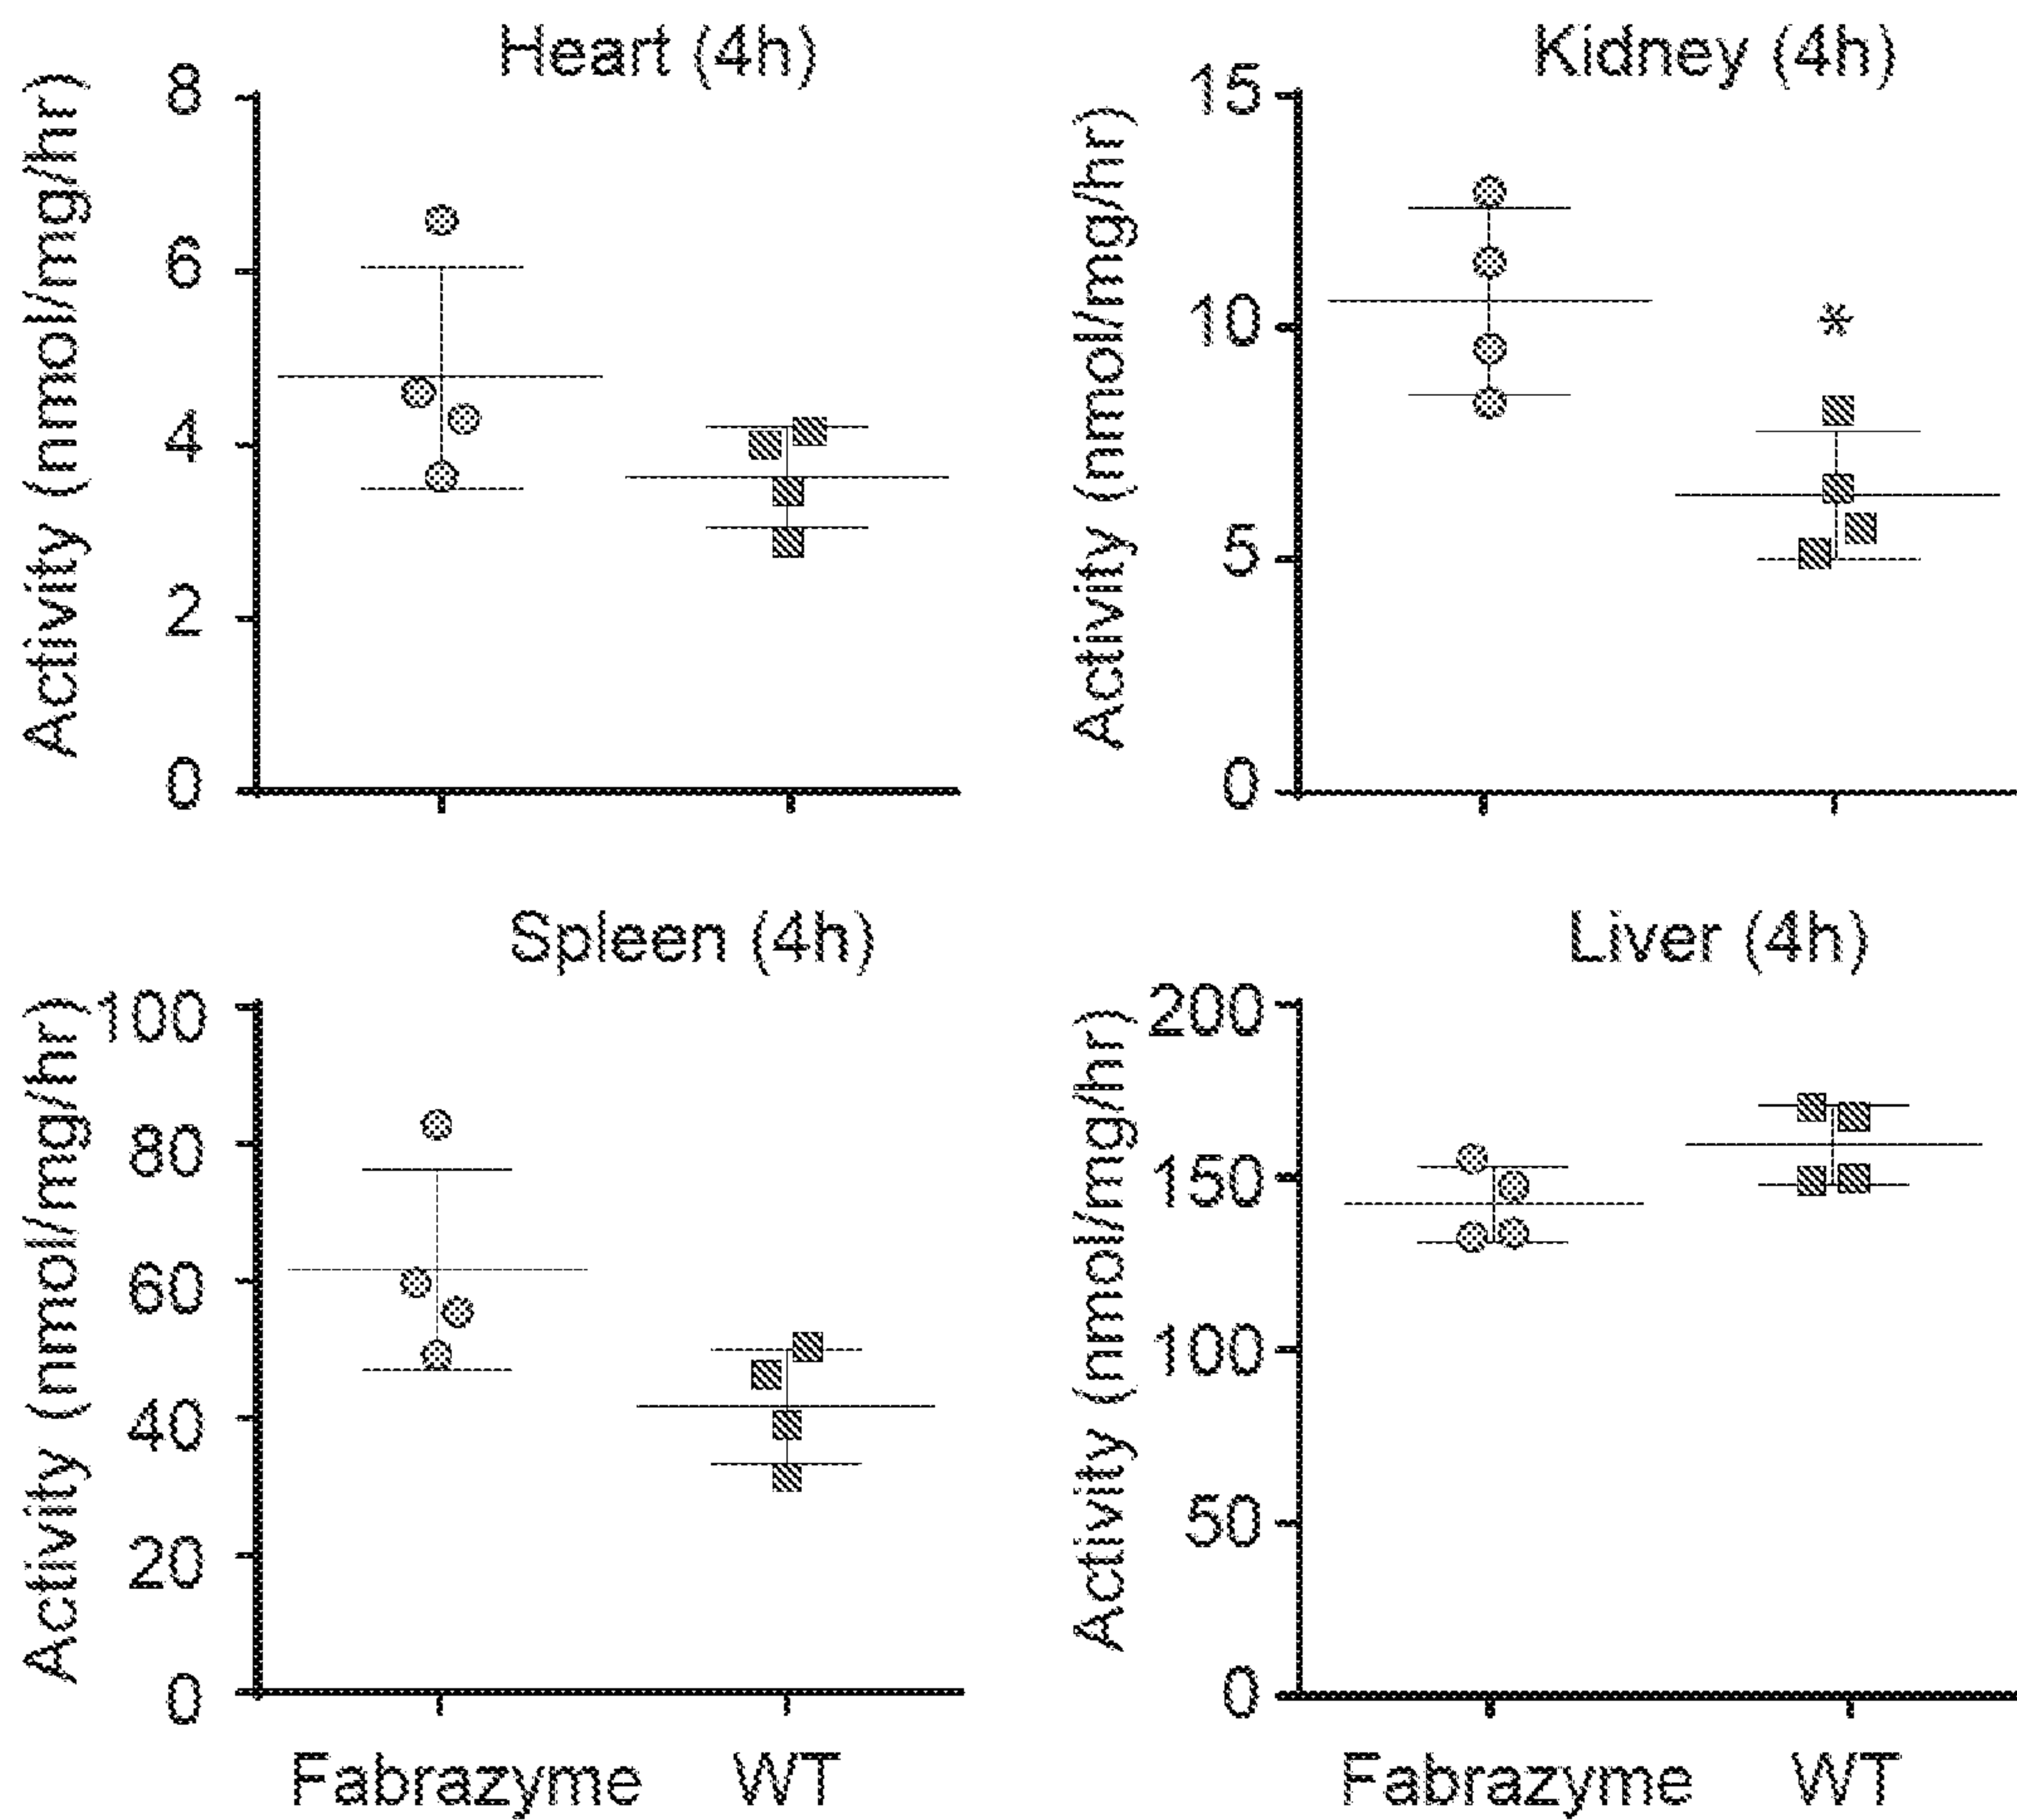 Heart (4h)
Activity (nmol/mg/hr)
8
6
4
2
0
Kidney (4h)
Activity (nmol/mg/hr)
15
10
5
0
*
Spleen (4h)
Activity (nmol/mg/hr)
100
80
60
40
20
0
Fabrazyme WT
Liver (4h)
Activity (nmol/mg/hr)
200
150
100
50
0
Fabrazyme WT